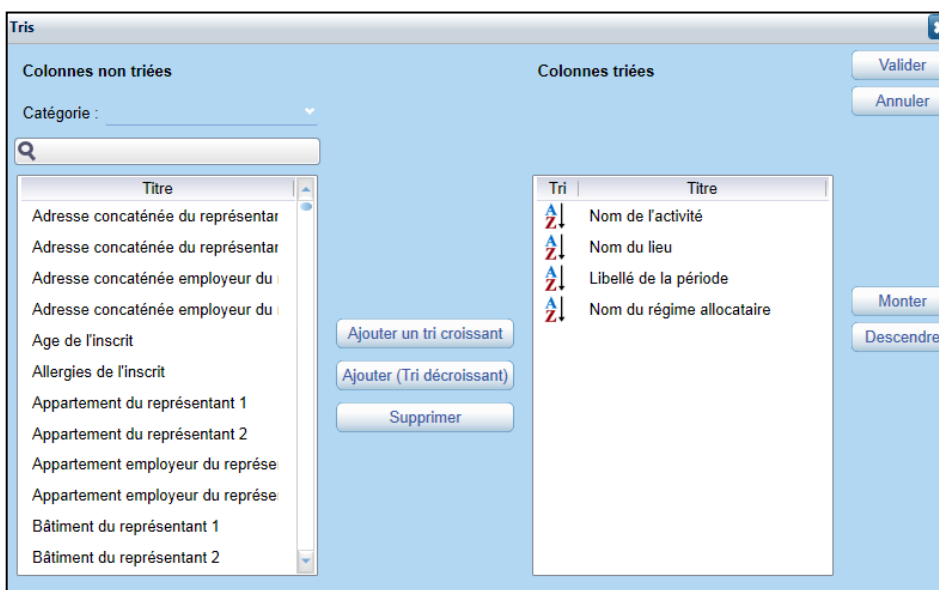 Tris
Colonnes non triées
Colonnes triées
Valider
Annuler
Catégorie :
Titre
Adresse concaténée du représentar
Adresse concaténée du représentar
Adresse concaténée employeur du
Adresse concaténée employeur du
Age de l'inscrit
Allergies de l'inscrit
Appartement du représentant 1
Appartement du représentant 2
Appartement employeur du représe
Appartement employeur du représe
Bâtiment du représentant 1
Bâtiment du représentant 2
Ajouter un tri croissant
Ajouter (Tri décroissant)
Supprimer
Tri Titre
AZ Nom de l'activité
AZ Nom du lieu
AZ Libellé de la période
AZ Nom du régime allocataire
Monter
Descendre